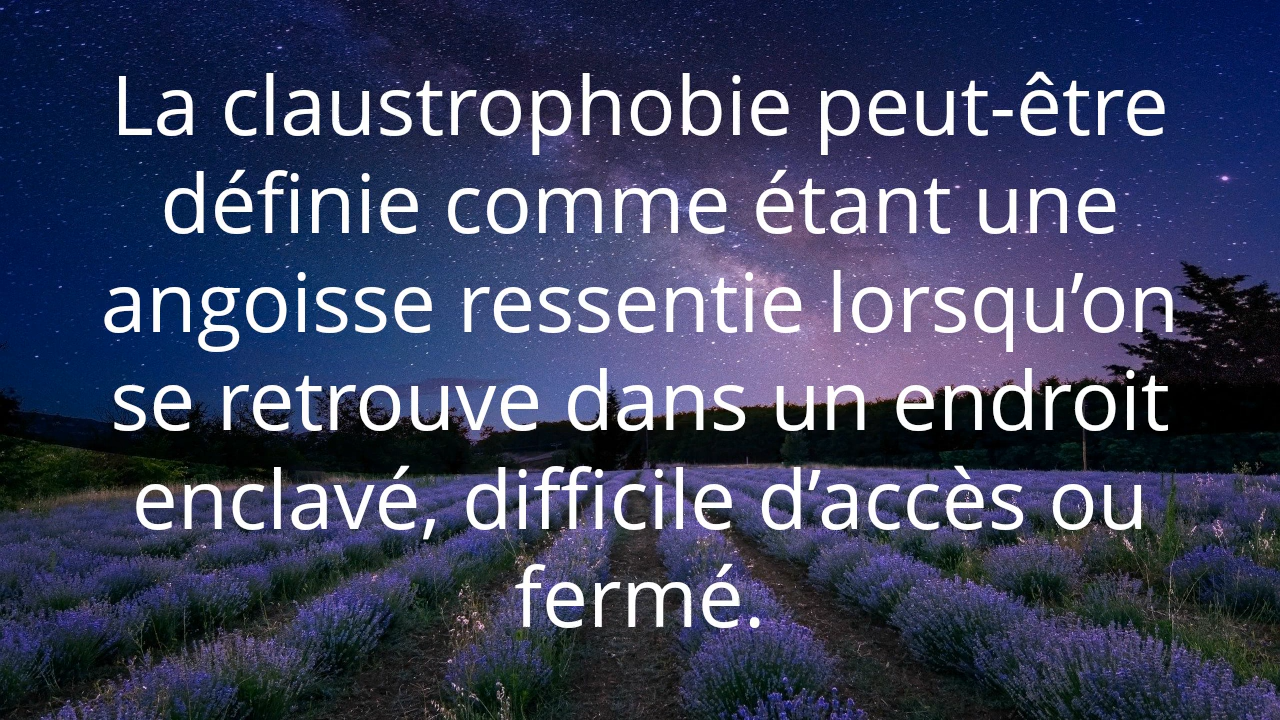 La claustrophobie peut-être
définie comme étant une
angoisse ressentie lorsqu’on
se retrouve dans un endroit
enclavé, difficile d’accès ou
fermé.